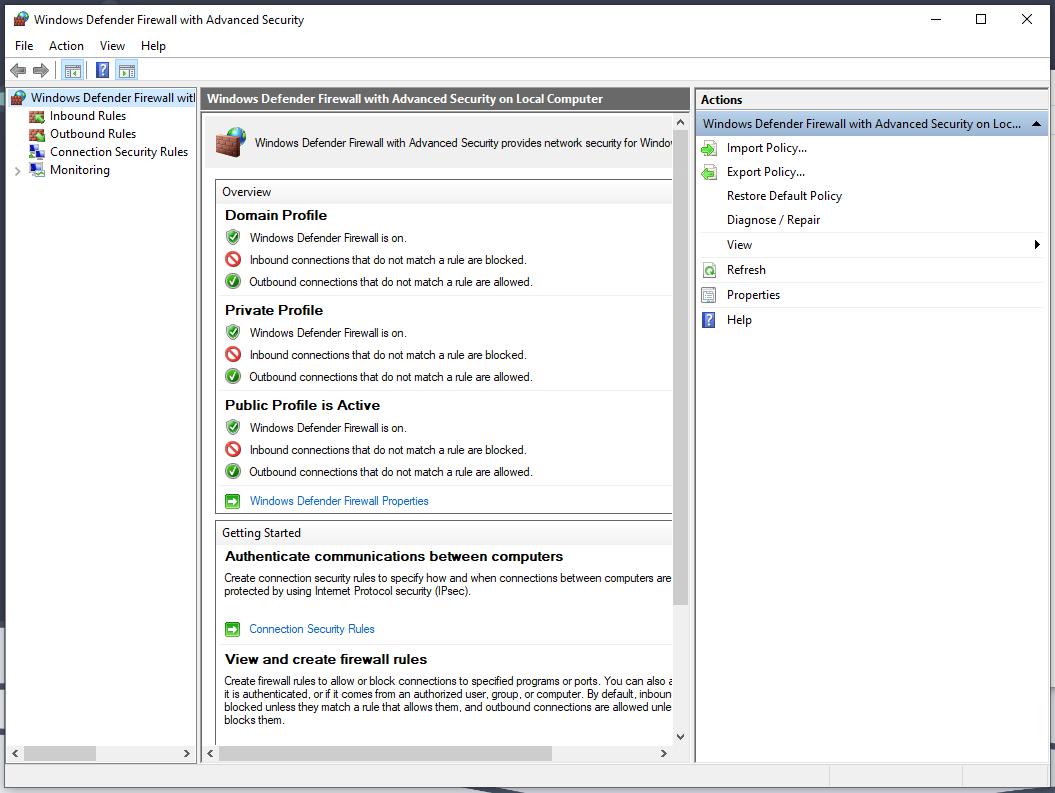 Windows Defender Firewall with Advanced Security
File Action View Help
Windows Defender Firewall wit
Inbound Rules
Outbound Rules
Connection Security Rules
Monitoring
Windows Defender Firewall with Advanced Security on Local Computer
Windows Defender Firewall with Advanced Security provides network security for Windo
Overview
Domain Profile
Windows Defender Firewall is on.
Inbound connections that do not match a rule are blocked.
Outbound connections that do not match a rule are allowed.
Private Profile
Windows Defender Firewall is on.
Inbound connections that do not match a rule are blocked.
Outbound connections that do not match a rule are allowed.
Public Profile is Active
Windows Defender Firewall is on.
Inbound connections that do not match a rule are blocked.
Outbound connections that do not match a rule are allowed.
Windows Defender Firewall Properties
Getting Started
Authenticate communications between computers
Create connection security rules to specify how and when connections between computers are
protected by using Internet Protocol security (IPsec).
Connection Security Rules
View and create firewall rules
Create firewall rules to allow or block connections to specified programs or ports. You can also a
it is authenticated, or if it comes from an authorized user, group, or computer. By default, inboun
blocked unless they match a rule that allows them, and outbound connections are allowed unle
blocks them.
Actions
Windows Defender Firewall with Advanced Security on Loc...
Import Policy...
Export Policy...
Restore Default Policy
Diagnose / Repair
View
Refresh
Properties
Help